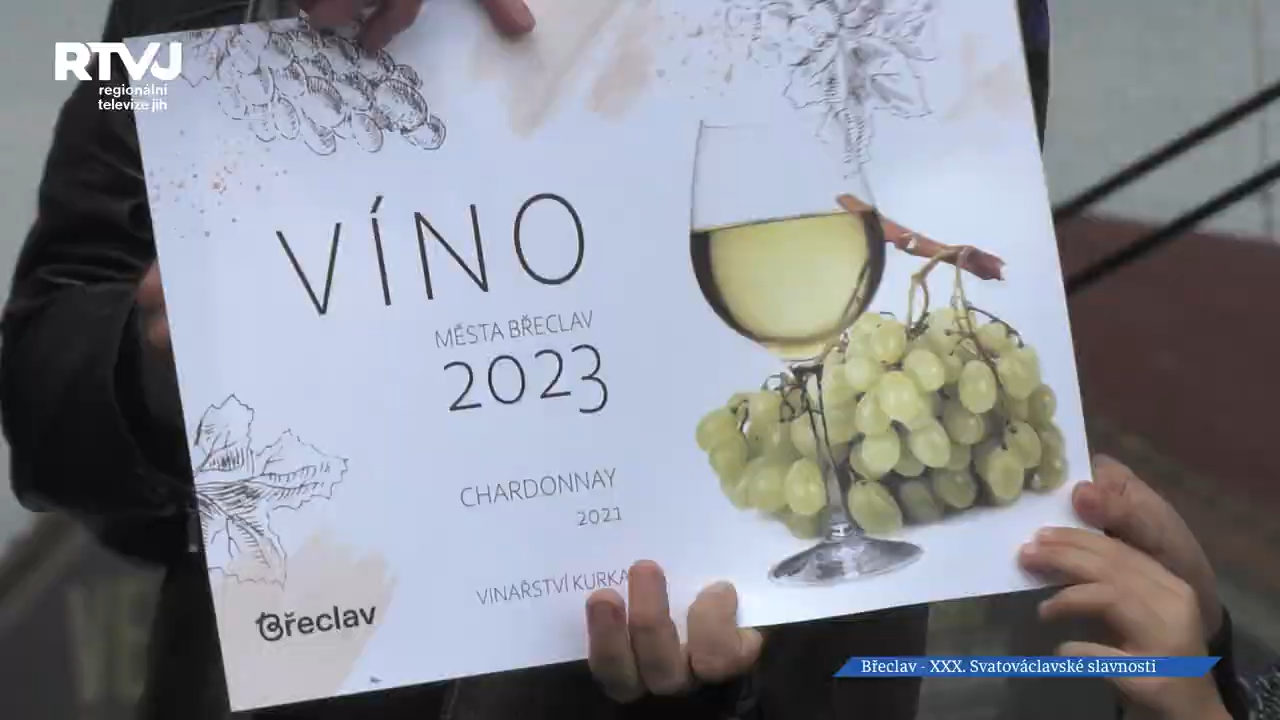 RTVJ
regionální
televize jih
VÍNO
MĚSTA BŘECLAV
2023
CHARDONNAY
2021
VINAŘSTVÍ KURKA
Břeclav
Břeclav - XXX. Svatováclavské slavnosti